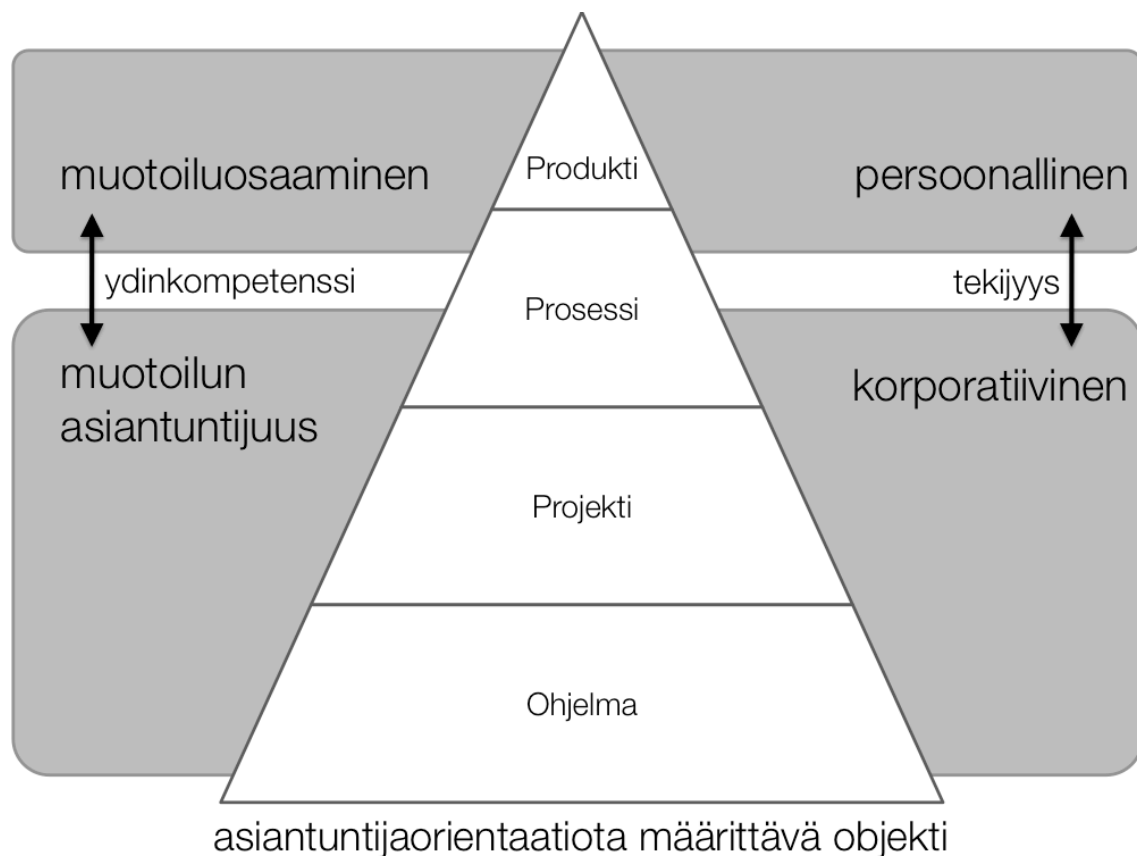 Produkti
muotoiluosaaminen
persoonallinen
ydinkompetenssi
Prosessi
tekijyys
muotoilun
asiantuntijuus
korporatiivinen
Projekti
Ohjelma
asiantuntijaorientaatiota määrittävä objekti